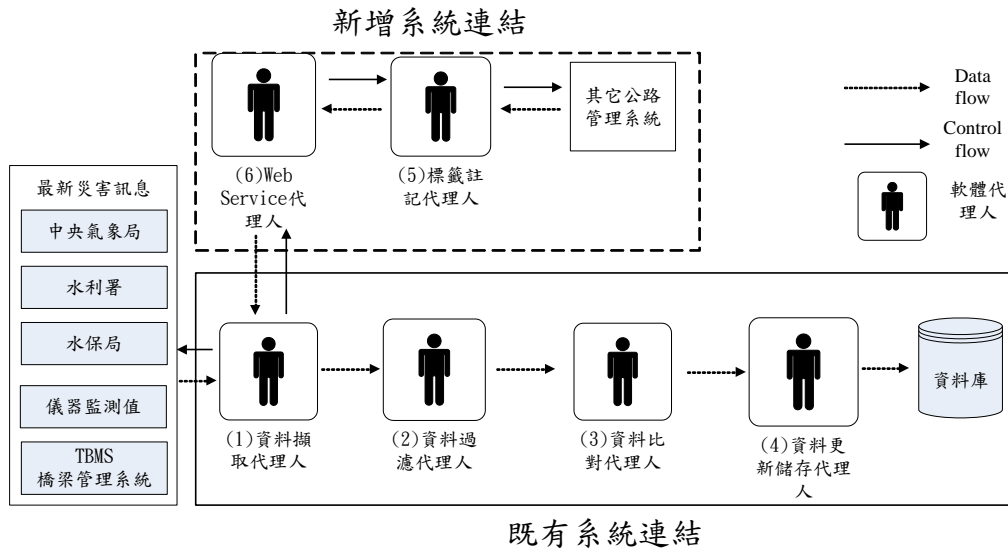 新增系統連結
(6)Web
Service代
理人
(5)標籤註
記代理人
其它公路
管理系統
Data
flow
Control
flow
軟體代
理人
最新災害訊息
中央氣象局
水利署
水保局
儀器監測值
TBMS
橋梁管理系統
(1)資料擷
取代理人
(2)資料過
濾代理人
(3)資料比
對代理人
(4)資料更
新儲存代理
人
資料庫
既有系統連結